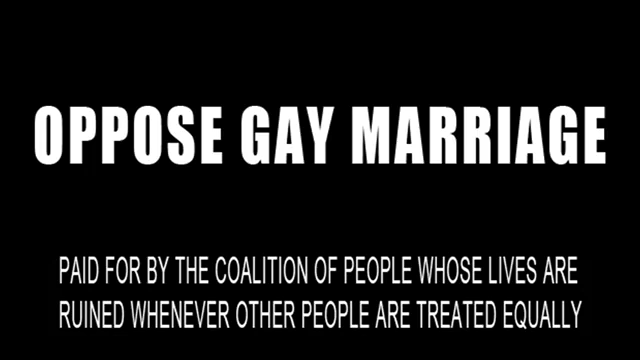 OPPOSE GAY MARRIAGE
PAID FOR BY THE COALITION OF PEOPLE WHOSE LIVES ARE
RUINED WHENEVER OTHER PEOPLE ARE TREATED EQUALLY